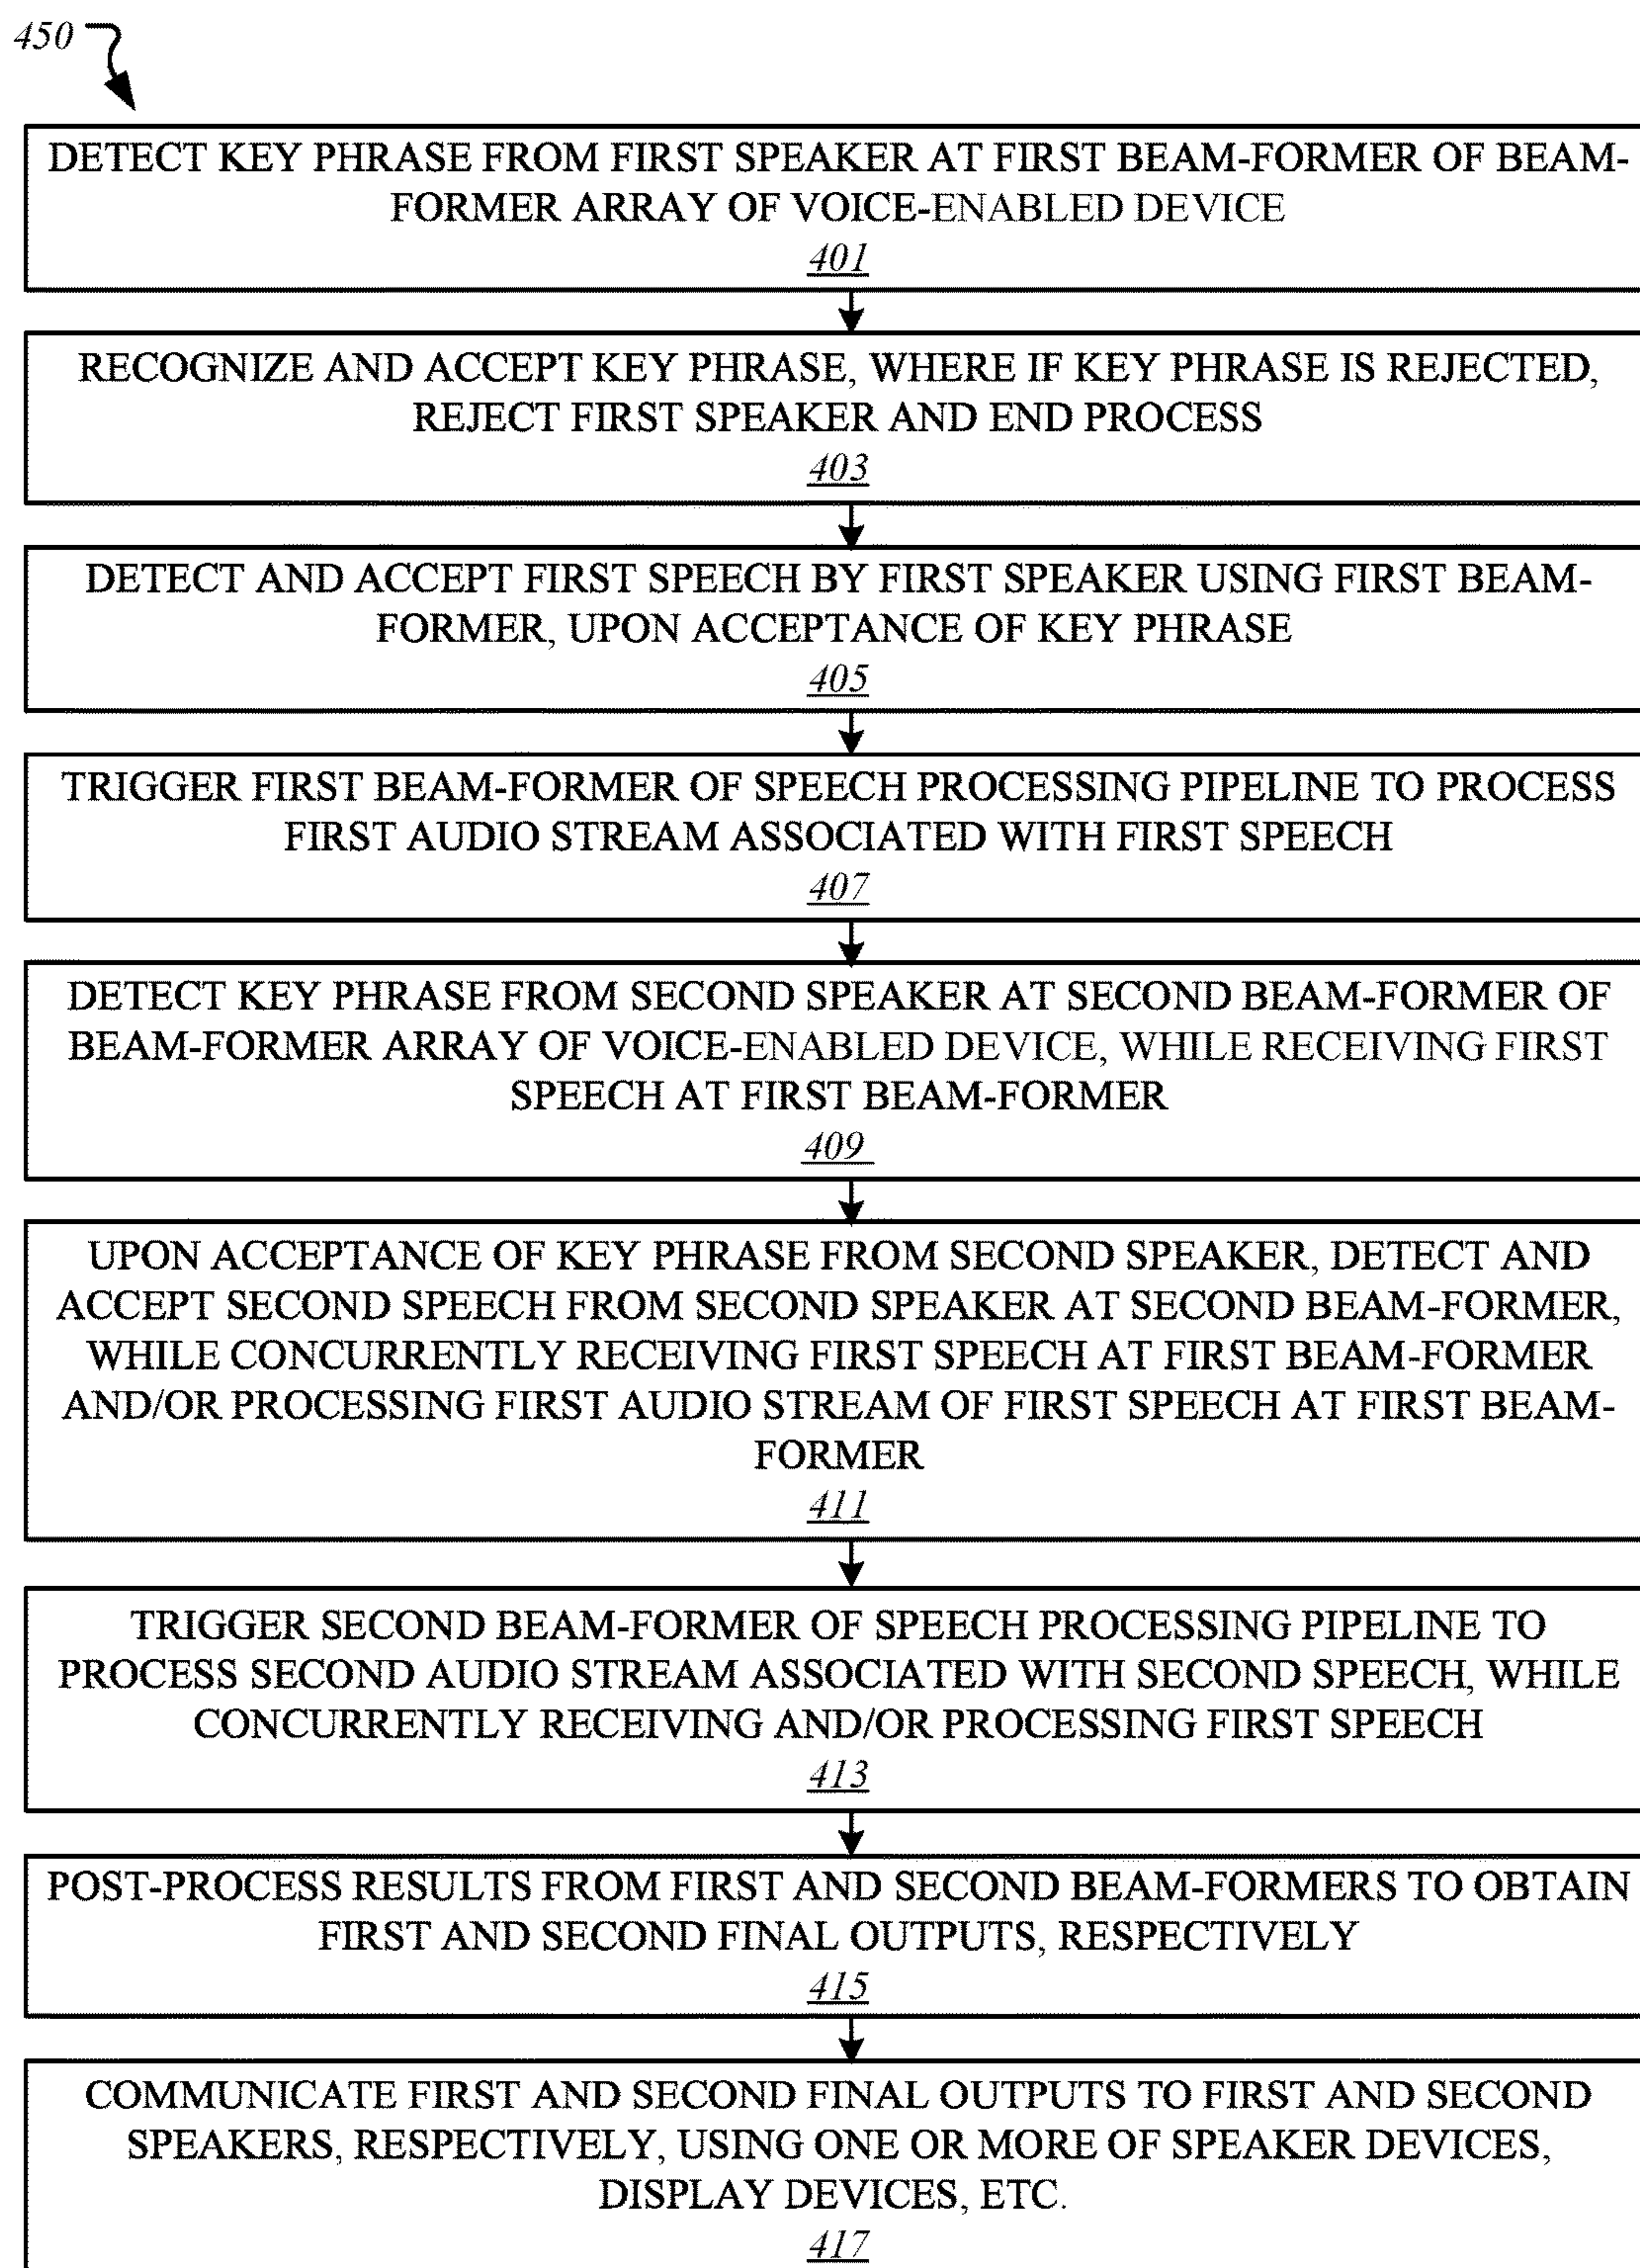 450
DETECT KEY PHRASE FROM FIRST SPEAKER AT FIRST BEAM-
FORMER ARRAY OF VOICE-ENABLED DEVICE
401
RECOGNIZE AND ACCEPT KEY PHRASE, WHERE IF KEY PHRASE IS REJECTED,
REJECT FIRST SPEAKER AND END PROCESS
403
DETECT AND ACCEPT FIRST SPEECH BY FIRST SPEAKER USING FIRST BEAM-
FORMER, UPON ACCEPTANCE OF KEY PHRASE
405
TRIGGER FIRST BEAM-FORMER OF SPEECH PROCESSING PIPELINE TO PROCESS
FIRST AUDIO STREAM ASSOCIATED WITH FIRST SPEECH
407
DETECT KEY PHRASE FROM SECOND SPEAKER AT SECOND BEAM-FORMER OF
BEAM-FORMER ARRAY OF VOICE-ENABLED DEVICE, WHILE RECEIVING FIRST
SPEECH AT FIRST BEAM-FORMER
409
UPON ACCEPTANCE OF KEY PHRASE FROM SECOND SPEAKER, DETECT AND
ACCEPT SECOND SPEECH FROM SECOND SPEAKER AT SECOND BEAM-FORMER,
WHILE CONCURRENTLY RECEIVING FIRST SPEECH AT FIRST BEAM-FORMER
AND/OR PROCESSING FIRST AUDIO STREAM OF FIRST SPEECH AT FIRST BEAM-
FORMER
411
TRIGGER SECOND BEAM-FORMER OF SPEECH PROCESSING PIPELINE TO
PROCESS SECOND AUDIO STREAM ASSOCIATED WITH SECOND SPEECH, WHILE
CONCURRENTLY RECEIVING AND/OR PROCESSING FIRST SPEECH
413
POST-PROCESS RESULTS FROM FIRST AND SECOND BEAM-FORMERS TO OBTAIN
FIRST AND SECOND FINAL OUTPUTS, RESPECTIVELY
415
COMMUNICATE FIRST AND SECOND FINAL OUTPUTS TO FIRST AND SECOND
SPEAKERS, RESPECTIVELY, USING ONE OR MORE OF SPEAKER DEVICES,
DISPLAY DEVICES, ETC.
417